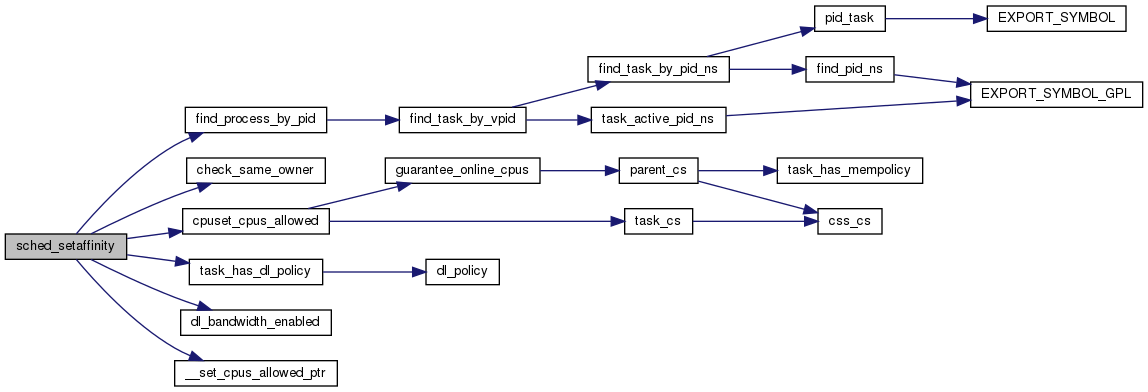 pid_task
EXPORT_SYMBOL
find_task_by_pid_ns
find_pid_ns
EXPORT_SYMBOL_GPL
find_process_by_pid
find_task_by_vpid
task_active_pid_ns
check_same_owner
guarantee_online_cpus
parent_cs
task_has_mempolicy
cpuset_cpus_allowed
task_cs
css_cs
sched_setaffinity
task_has_dl_policy
dl_policy
dl_bandwidth_enabled
__set_cpus_allowed_ptr